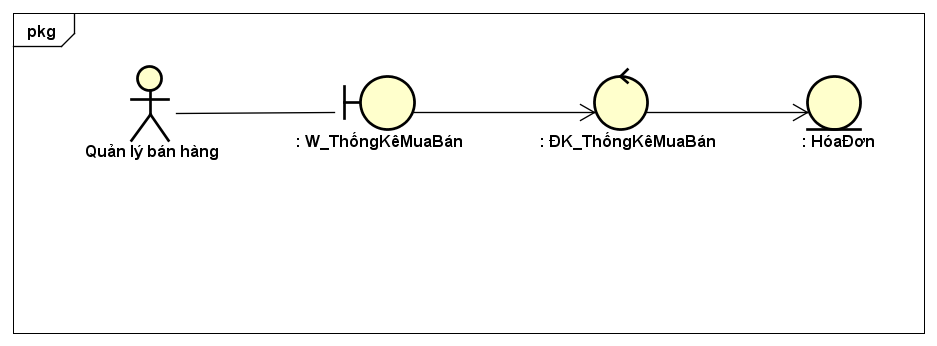 pkg
Quản lý bán hàng
: W_ThốngKêMuaBán
: ĐK_ThốngKêMuaBán
: HóaĐơn